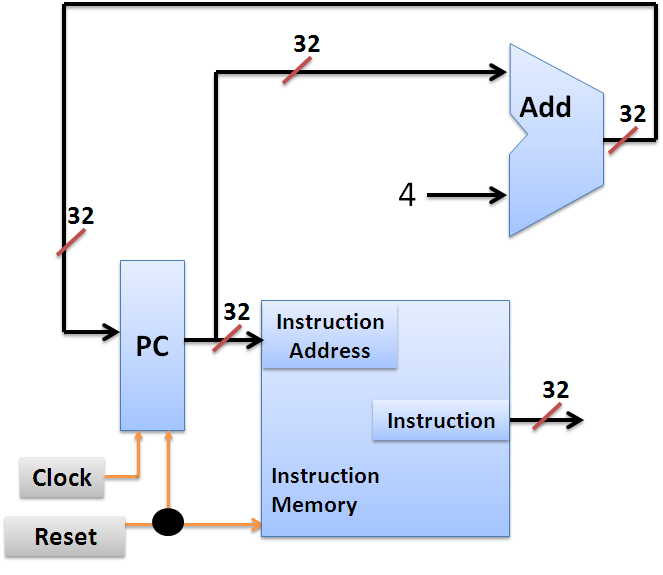 32
Add
32
4
32
PC
32
Instruction
Address
32
Instruction
Clock
Instruction
Memory
Reset